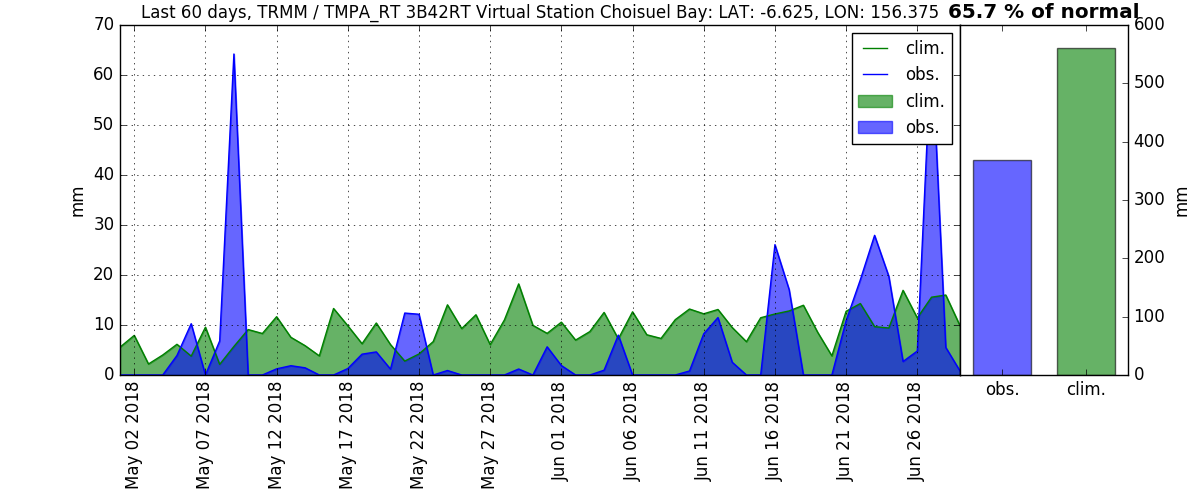 Last 60 days, TRMM / TMPA_RT 3B42RT Virtual Station Choisuel Bay: LAT: -6.625, LON: 156.375 65.7 % of normal
70
60
50
40
30
20
10
0
mm
clim.
obs.
clim.
obs.
600
500
400
300
200
100
0
mm
May 02 2018
May 07 2018
May 12 2018
May 17 2018
May 22 2018
May 27 2018
Jun 01 2018
Jun 06 2018
Jun 11 2018
Jun 16 2018
Jun 21 2018
Jun 26 2018
obs.
clim.